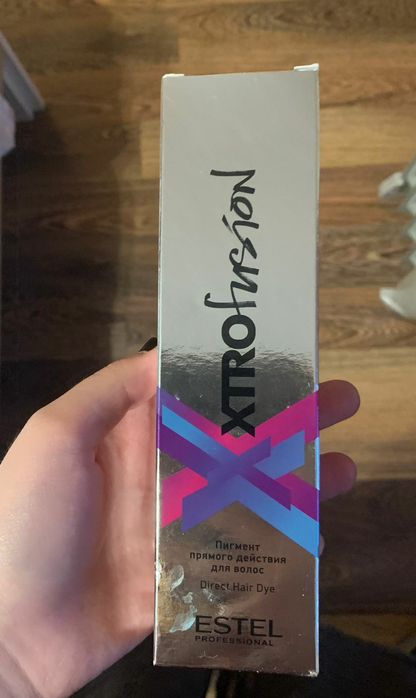 XTROfusion
Пигмент
прямого действия
для волос
Direct Hair Dye
ESTEL
PROFESSIONAL